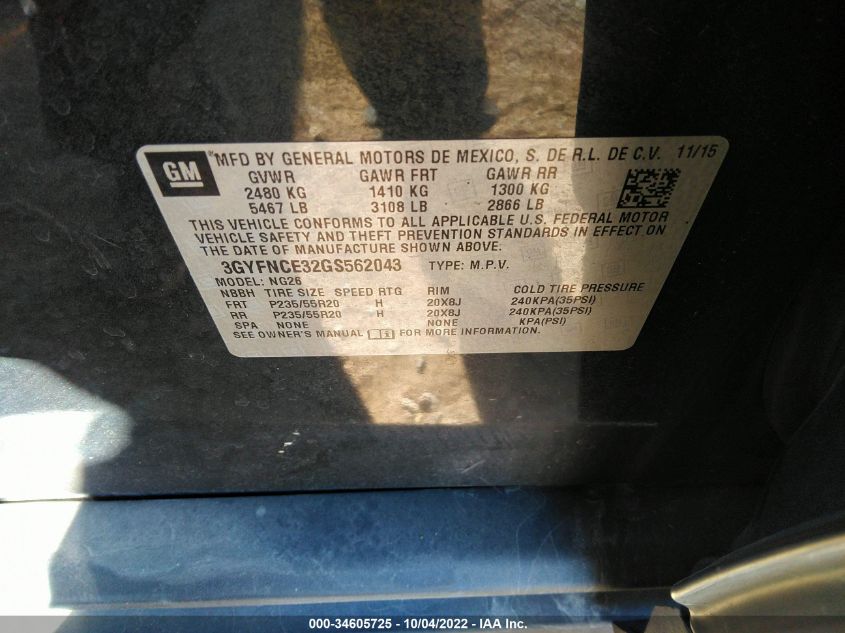 GM
MFD BY GENERAL MOTORS DE MEXICO, S. DE R.L. DE C.V. 11/15
GVWR GAWR FRT GAWR RR
2480 KG 1410 KG 1300 KG
5467 LB 3108 LB 2866 LB
THIS VEHICLE CONFORMS TO ALL APPLICABLE U.S. FEDERAL MOTOR
VEHICLE SAFETY AND THEFT PREVENTION STANDARDS IN EFFECT ON
THE DATE OF MANUFACTURE SHOWN ABOVE.
3GYFNCE32GS562043 TYPE: M.P.V.
MODEL: NG26
NBBH TIRE SIZE SPEED RTG RIM COLD TIRE PRESSURE
FRT P235/55R20 H 20X8J 240KPA(35PSI)
RR P235/55R20 H 20X8J 240KPA(35PSI)
SPA NONE NONE KPA(PSI)
SEE OWNER'S MANUAL FOR MORE INFORMATION.
000-34605725 - 10/04/2022 - IAA Inc.